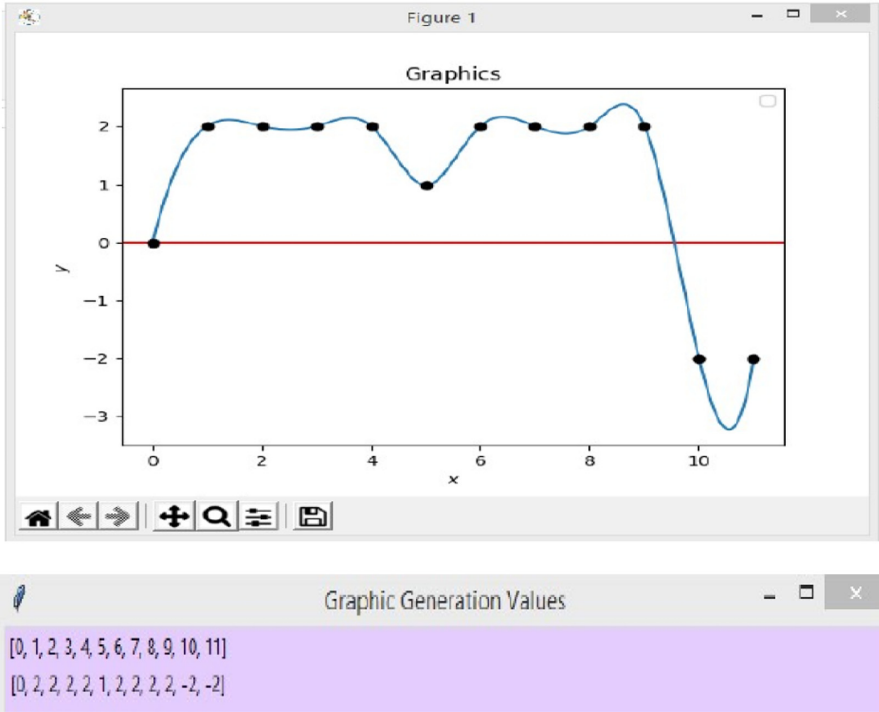 Figure 1
Graphics
2
1
0
−1
−2
−3
y
0 2 4 6 8 10
x
Graphic Generation Values
[0, 1, 2, 3, 4, 5, 6, 7, 8, 9, 10, 11]
[0, 2, 2, 2, 2, 1, 2, 2, 2, 2, -2, -2]